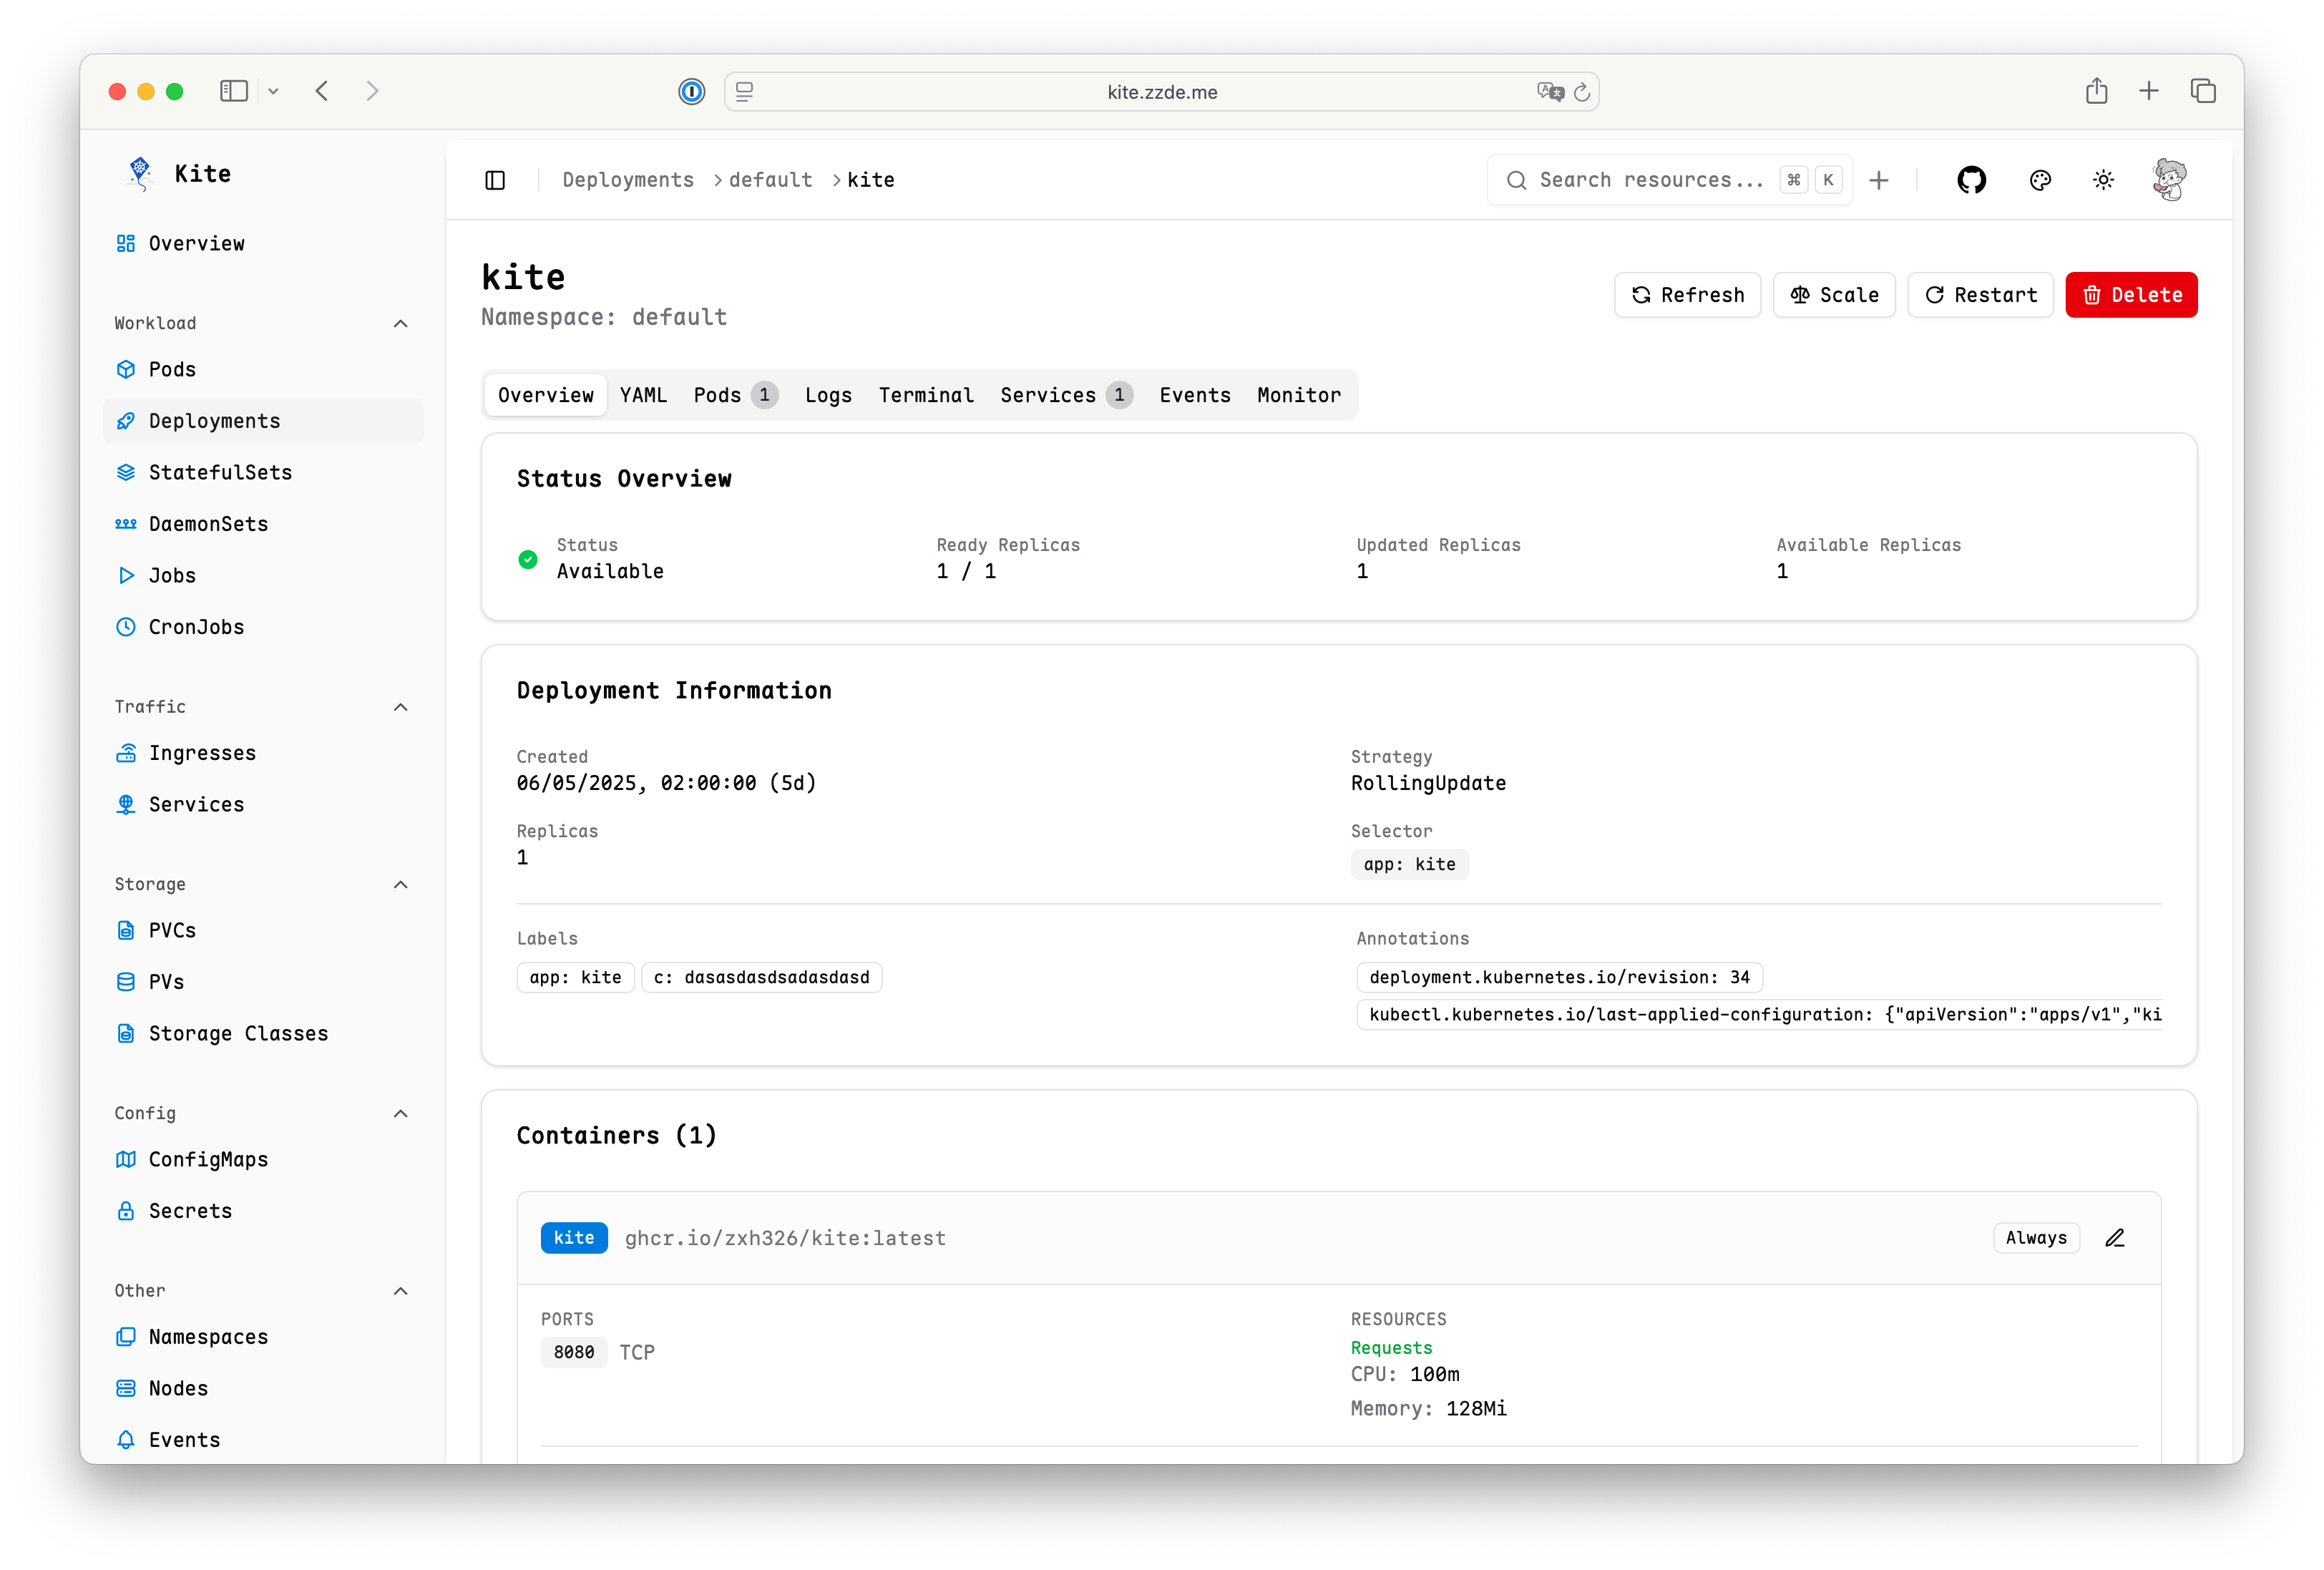 kite.zzde.me
Kite
Overview
Workload
Pods
Deployments
StatefulSets
DaemonSets
Jobs
CronJobs
Traffic
Ingresses
Services
Storage
PVCs
PVs
Storage Classes
Config
ConfigMaps
Secrets
Other
Namespaces
Nodes
Events
Deployments > default > kite
Search resources... ⌘ K
kite
Namespace: default
Refresh Scale Restart Delete
Overview YAML Pods 1 Logs Terminal Services 1 Events Monitor
Status Overview
Status Ready Replicas Updated Replicas Available Replicas
Available 1 / 1 1 1
Deployment Information
Created Strategy
06/05/2025, 02:00:00 (5d) RollingUpdate
Replicas Selector
1 app: kite
Labels Annotations
app: kite c: dasasdasdsadasdasd deployment.kubernetes.io/revision: 34
kubectl.kubernetes.io/last-applied-configuration: {"apiVersion":"apps/v1","ki
Containers (1)
kite ghcr.io/zxh326/kite:latest Always
PORTS RESOURCES
8080 TCP Requests
CPU: 100m
Memory: 128Mi